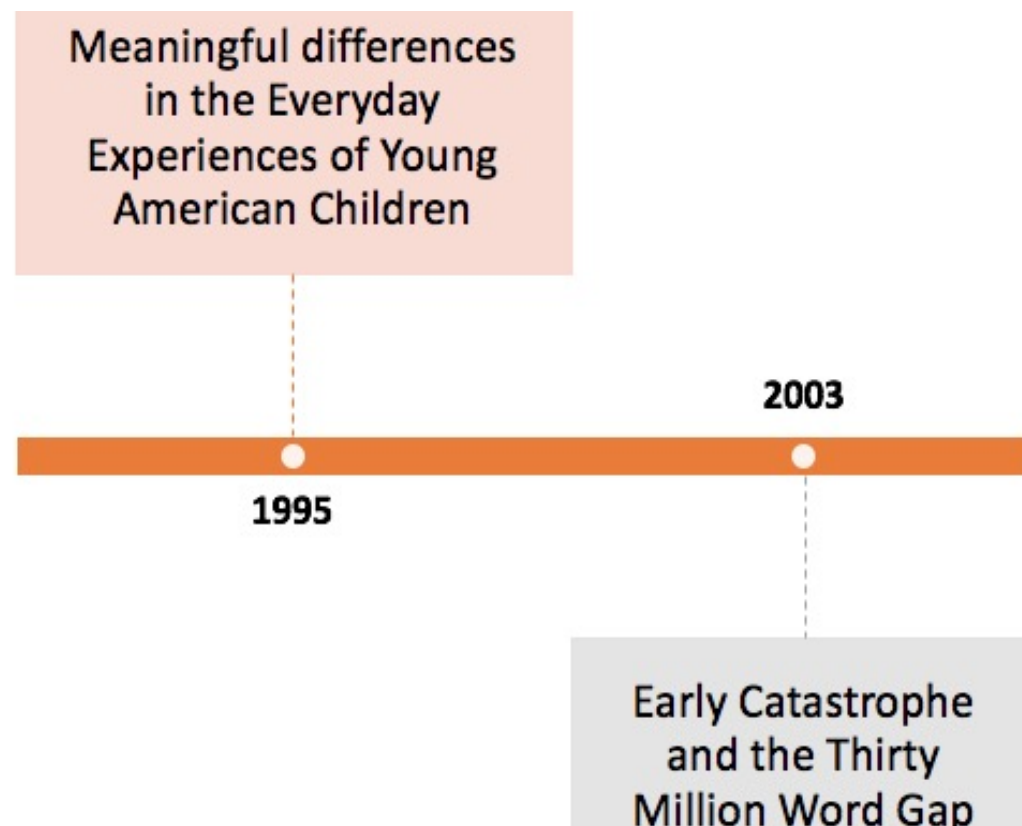 Meaningful differences
in the Everyday
Experiences of Young
American Children
2003
1995
Early Catastrophe
and the Thirty
Million Word Gap